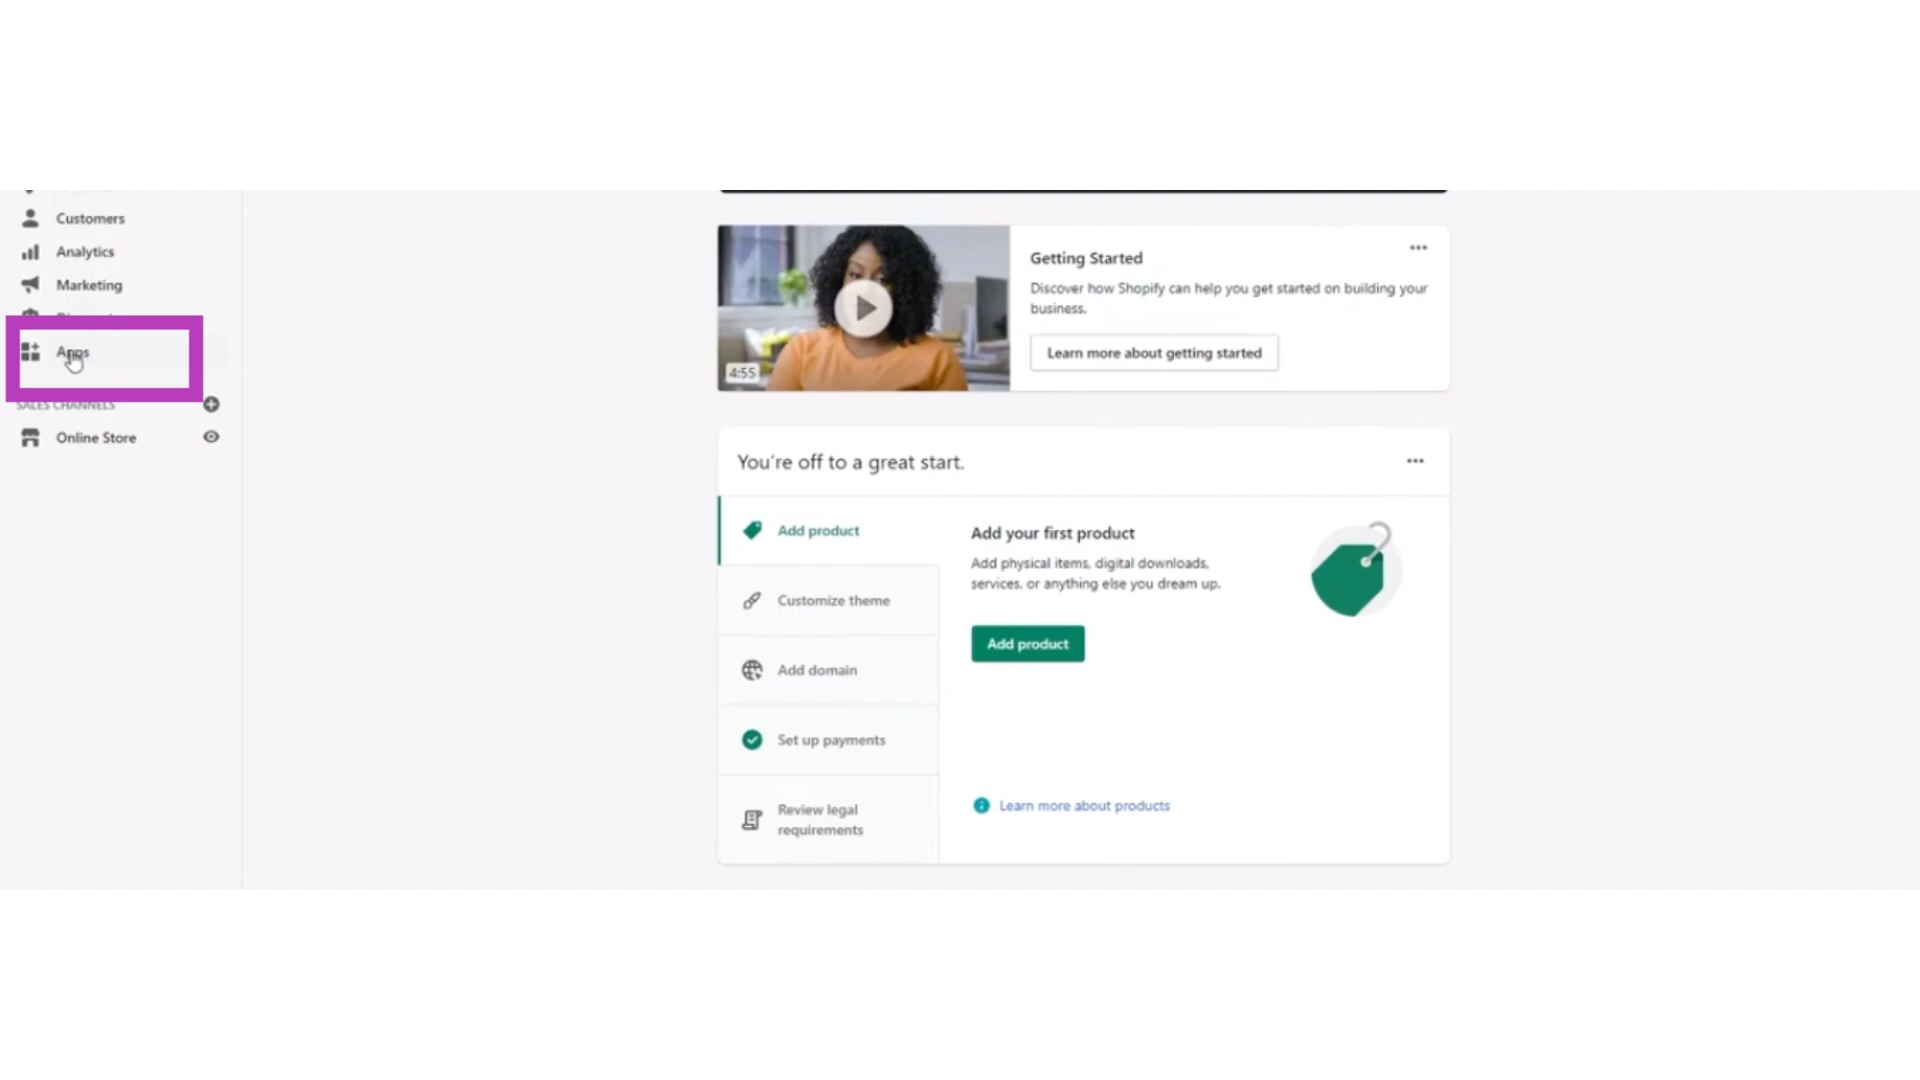 Customers
Analytics
Marketing
Apps
SALES CHANNELS
Online Store
4:55
Getting Started
Discover how Shopify can help you get started on building your
business.
Learn more about getting started
You're off to a great start.
Add product
Customize theme
Add domain
Set up payments
Review legal
requirements
Add your first product
Add physical items, digital downloads,
services, or anything else you dream up.
Add product
Learn more about products